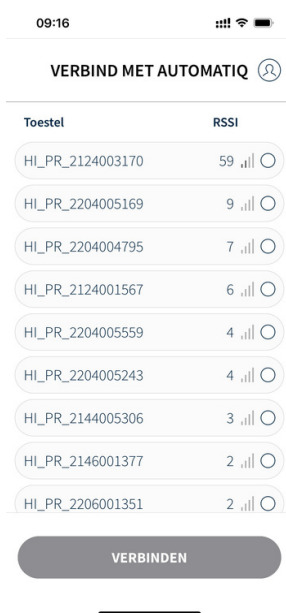 09:16
VERBIND MET AUTOMATIQ
Toestel RSSI
HI_PR_2124003170 59
HI_PR_2204005169 9
HI_PR_2204004795 7
HI_PR_2124001567 6
HI_PR_2204005559 4
HI_PR_2204005243 4
HI_PR_2144005306 3
HI_PR_2146001377 2
HI_PR_2206001351 2
VERBINDEN